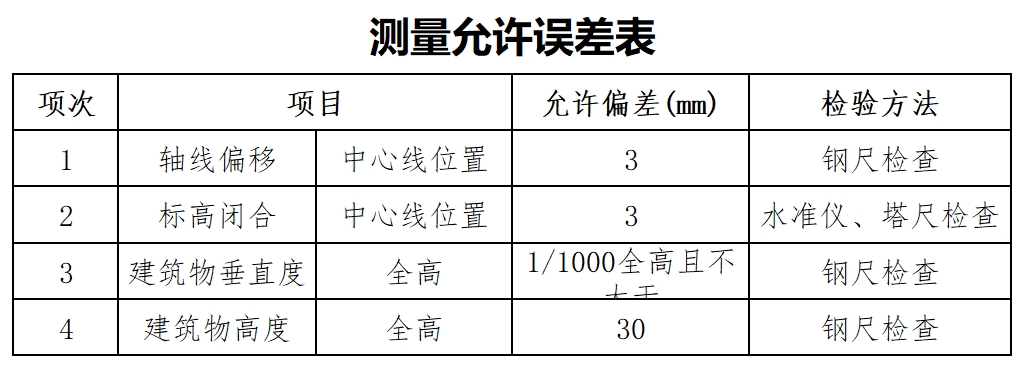 测量允许误差表
项次 项目 允许偏差(mm) 检验方法
1 轴线偏移 中心线位置 3 钢尺检查
2 标高闭合 中心线位置 3 水准仪、塔尺检查
3 建筑物垂直度 全高 1/1000全高且不 钢尺检查
大于
4 建筑物高度 全高 30 钢尺检查